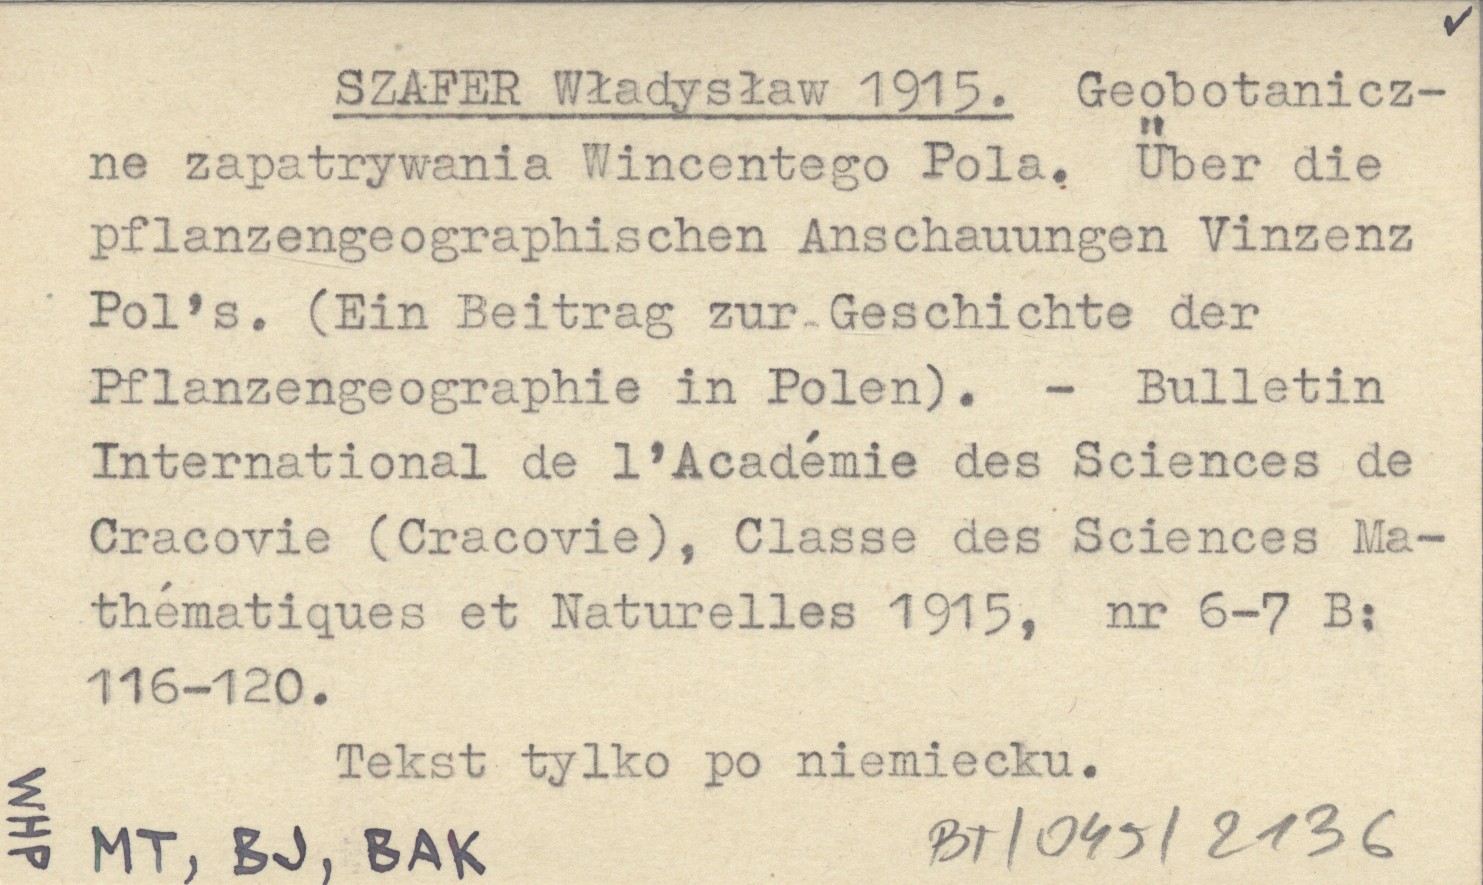 ✓
SZAFER Władysław 1915. Geobotanicz-
ne zapatrywania Wincentego Pola. Über die
pflanzengeographischen Anschauungen Vinzenz
Pol's. (Ein Beitrag zur Geschichte der
Pflanzengeographie in Polen). - Bulletin
International de l'Académie des Sciences de
Cracovie (Cracovie), Classe des Sciences Ma-
thématiques et Naturelles 1915, nr 6-7 B:
116-120.
Tekst tylko po niemiecku.
WHP
MT, BJ, BAK
BT/045/2136